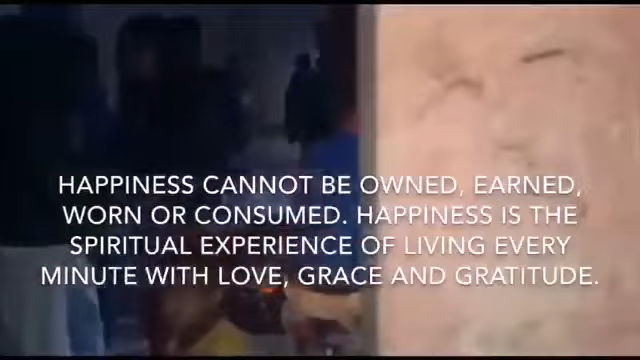 HAPPINESS CANNOT BE OWNED, EARNED,
WORN OR CONSUMED. HAPPINESS IS THE
SPIRITUAL EXPERIENCE OF LIVING EVERY
MINUTE WITH LOVE, GRACE AND GRATITUDE.